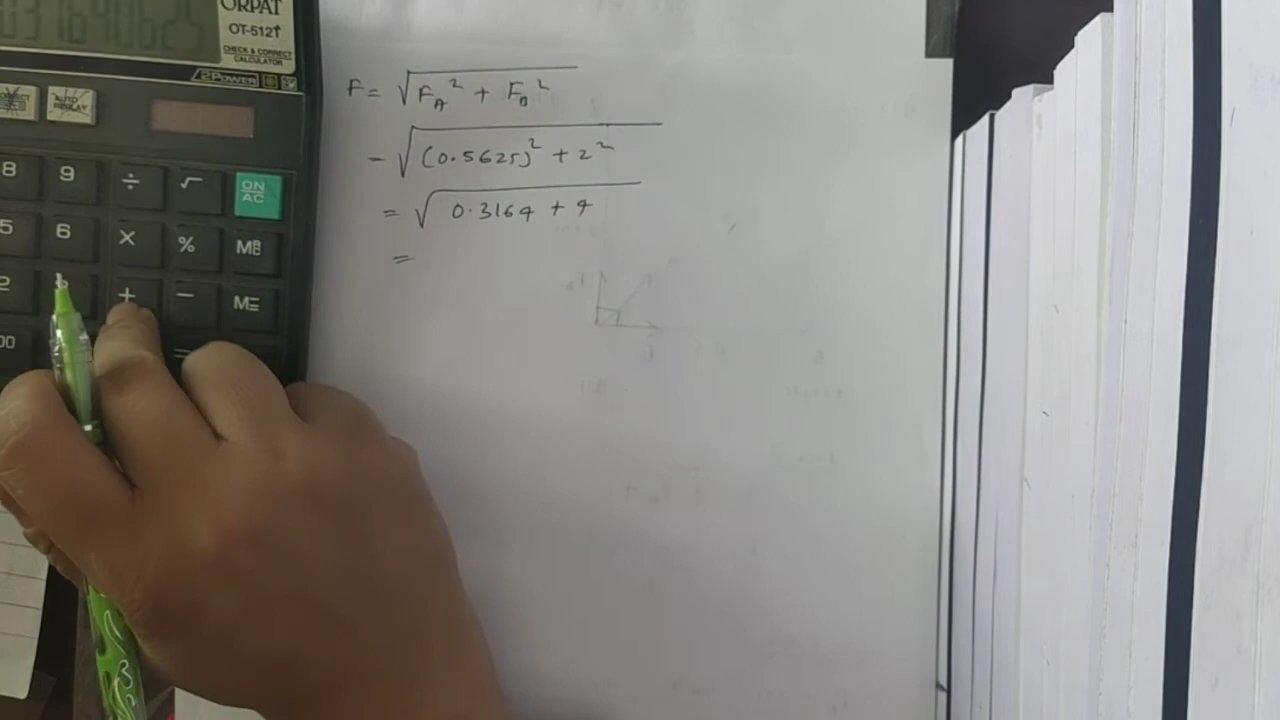 031640625
ORPAT
OT-512T
CHECK & CORRECT
CALCULATOR
2POWER
AUTO REPLAY
8 9 ÷ √ ON AC
5 6 × % MR
2 + − M=
00 =
F = √F_A² + F_B²
= √(0.5625)² + 2²
= √0.3164 + 4
=